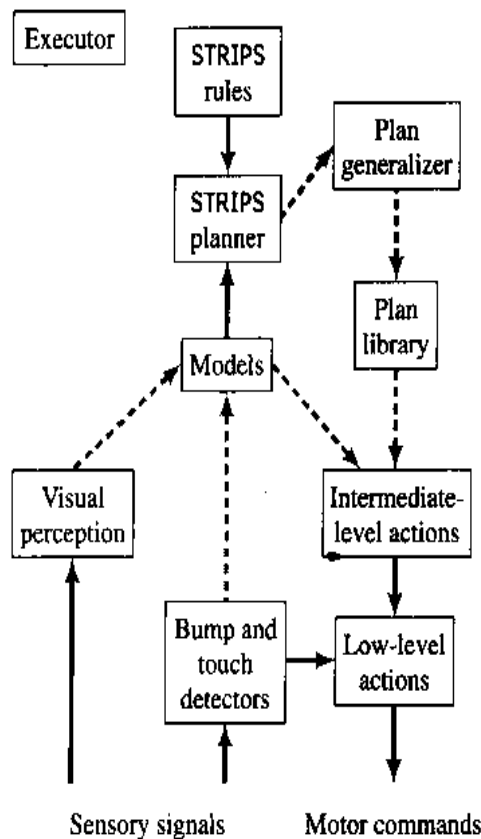 Executor
STRIPS
rules
Plan
generalizer
STRIPS
planner
Plan
library
Models
Visual
perception
Intermediate-
level actions
Bump and
touch
detectors
Low-level
actions
Sensory signals
Motor commands